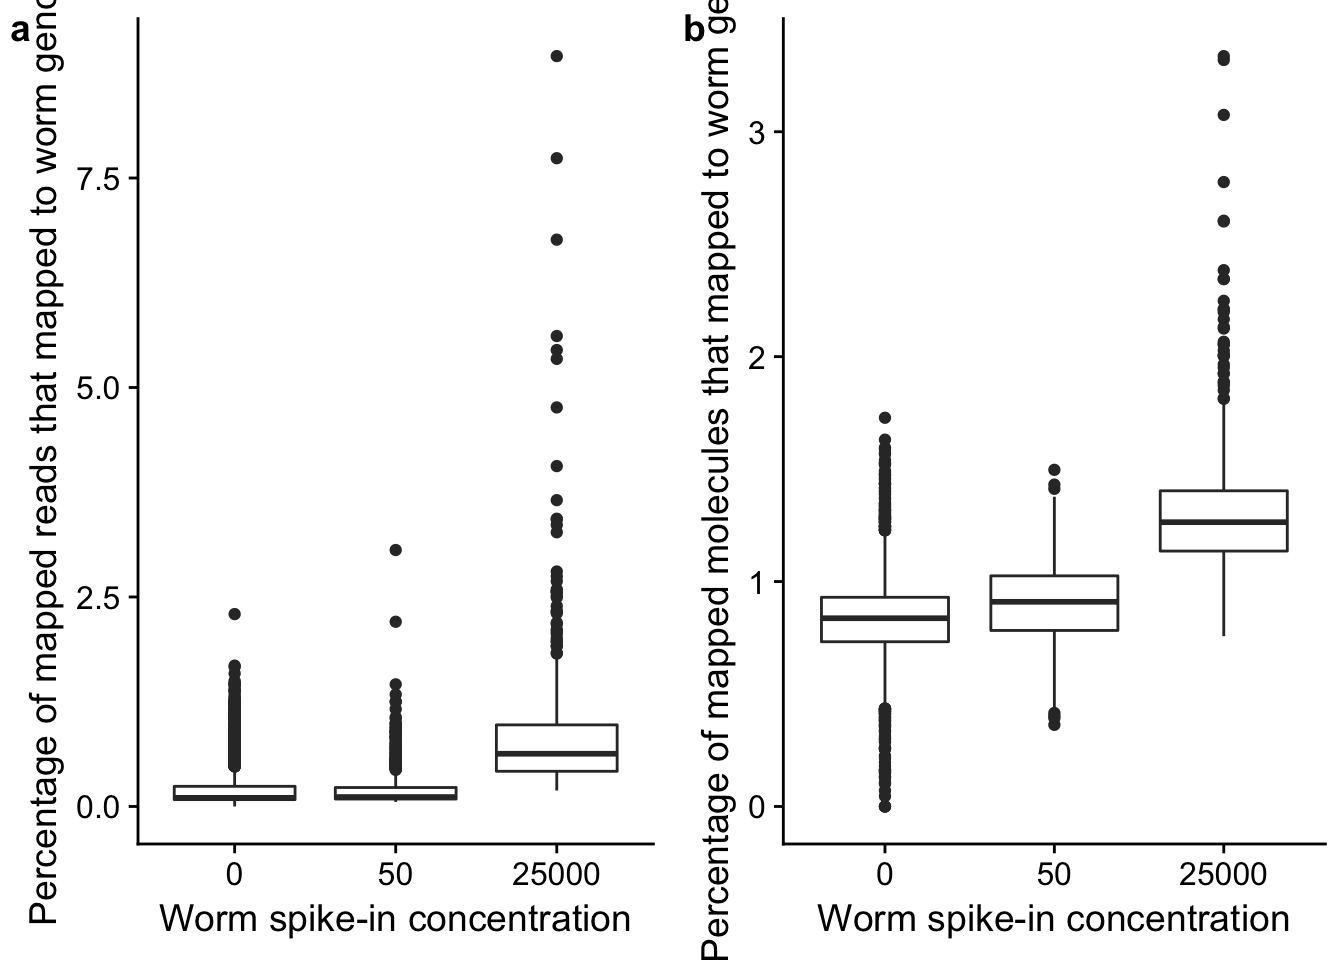 a
Percentage of mapped reads that mapped to worm geno
7.5
5.0
2.5
0.0
0 50 25000
Worm spike-in concentration
b
Percentage of mapped molecules that mapped to worm ge
3
2
1
0
0 50 25000
Worm spike-in concentration